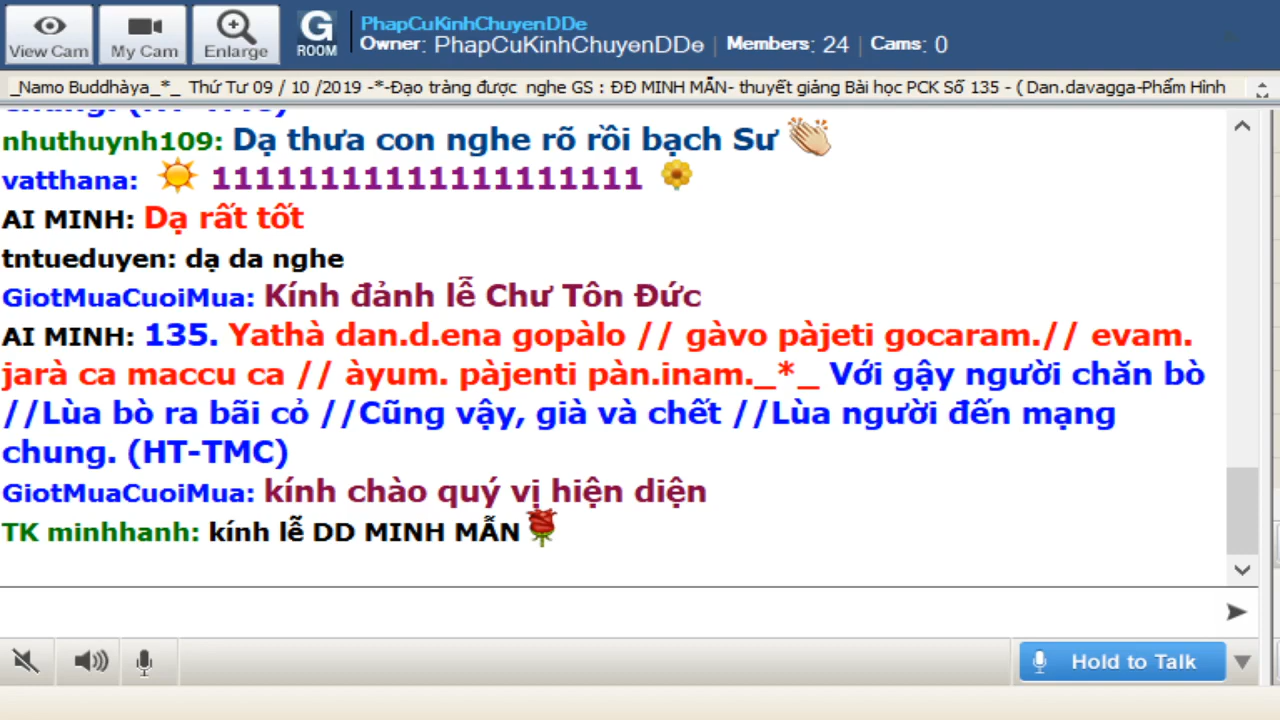 View Cam
My Cam
Enlarge
G
ROOM
PhapCuKinhChuyenDDe
Owner: PhapCuKinhChuyenDDe | Members: 24 | Cams: 0
_Namo Buddhàya_*_ Thứ Tư 09 / 10 /2019 -*-Đạo tràng được nghe GS : ĐĐ MINH MẪN- thuyết giảng Bài học PCK Số 135 - ( Dan.davagga-Phẩm Hình
nhuthuynh109: Dạ thưa con nghe rõ rồi bạch Sư
vatthana: 11111111111111111111
AI MINH: Dạ rất tốt
tntueduyen: dạ da nghe
GiotMuaCuoiMua: Kính đảnh lễ Chư Tôn Đức
AI MINH: 135. Yathà dan.d.ena gopàlo // gàvo pàjeti gocaram.// evam.
jarà ca maccu ca // àyum. pàjenti pàn.inam._*_ Với gậy người chăn bò
//Lùa bò ra bãi cỏ //Cũng vậy, già và chết //Lùa người đến mạng
chung. (HT-TMC)
GiotMuaCuoiMua: kính chào quý vị hiện diện
TK minhhanh: kính lễ DD MINH MẪN
Hold to Talk